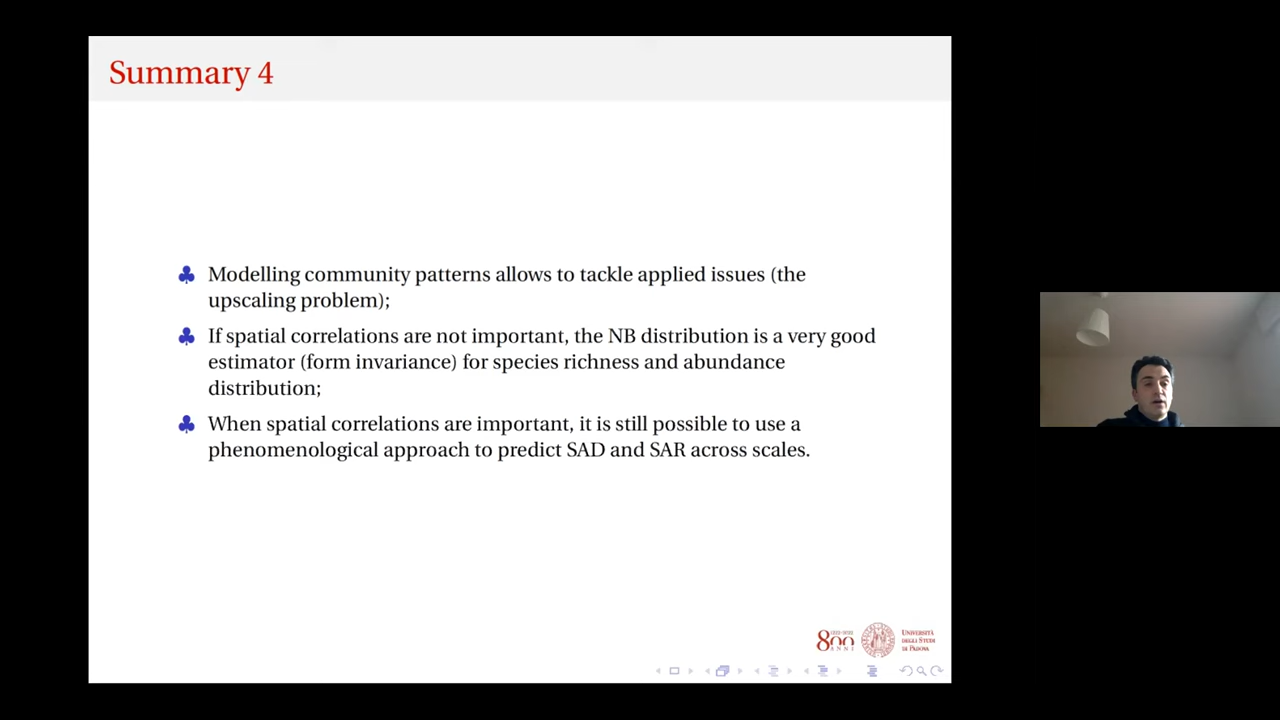 Summary 4
Modelling community patterns allows to tackle applied issues (the
upscaling problem);
If spatial correlations are not important, the NB distribution is a very good
estimator (form invariance) for species richness and abundance
distribution;
When spatial correlations are important, it is still possible to use a
phenomenological approach to predict SAD and SAR across scales.
1222-2022
800
ANNI
UNIVERSITÀ
DEGLI STUDI
DI PADOVA